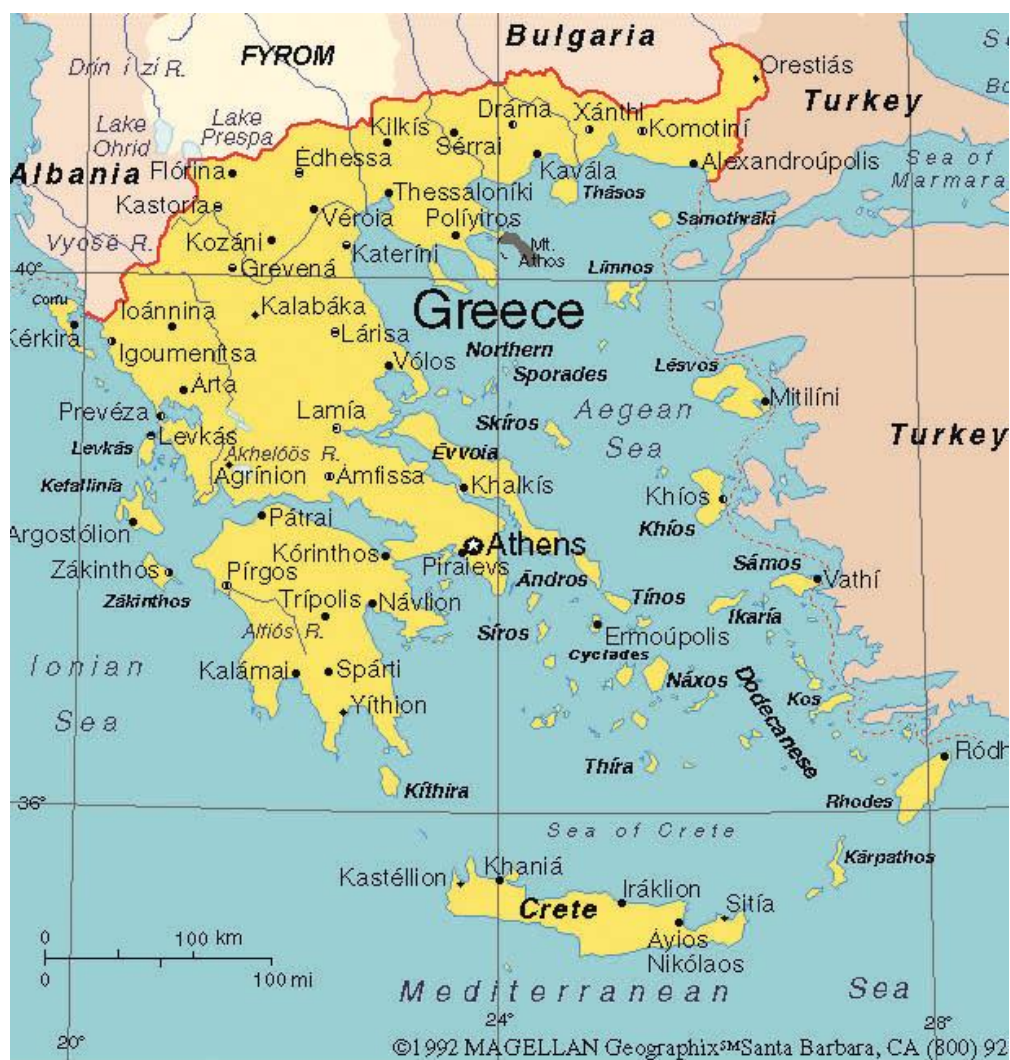 Bulgaria
FYROM
Su
Drin i zi R.
Orestiás
Bo
Turkey
Lake
Ohrid
Lake
Prespa
Kilkís
Dráma
Sérrai
Xánthi
Komotiní
Albania
Flórina
Édhessa
Kavála
Alexandroúpolis
Sea of
Marmara
Kastoria
Thessaloníki
Thásos
Véroia
Políyiros
Samothráki
Vyosë R.
Kozáni
Kateríni
Mt.
Athos
Grevená
Límnos
40°
Corfu
Ioánnina
Kalabáka
Greece
Kérkira
Igoumenítsa
Lárisa
Northern
Sporades
Vólos
Lésvos
Árta
Mitilíni
Prevéza
Lamía
Skíros
Aegean
Sea
Turkey
Levkás
Levkás
Akhelóös R.
Évvoia
Kefallinía
Agrínion
Ámfissa
Khalkís
Khíos
Khíos
Argostólion
Pátrai
Kórinthos
Athens
Piraievs
Sámos
Vathí
Zákinthos
Zákinthos
Pírgos
Ándros
Trípolis
Návlion
Tínos
Ikaría
Alfiós R.
Síros
Ermoúpolis
Cyclades
Ionian
Sea
Kalámai
Spárti
Náxos
Dodecanese
Kos
Yíthion
Thíra
Ródh
Kíthira
Rhodes
36°
Sea of Crete
Kárpathos
Kastéllion
Khaniá
Iráklion
Sitía
Crete
Áyios
Nikólaos
0 100 km
0 100 mi
Mediterranean Sea
20°
24°
28°
©1992 MAGELLAN Geographix℠Santa Barbara, CA (800) 92